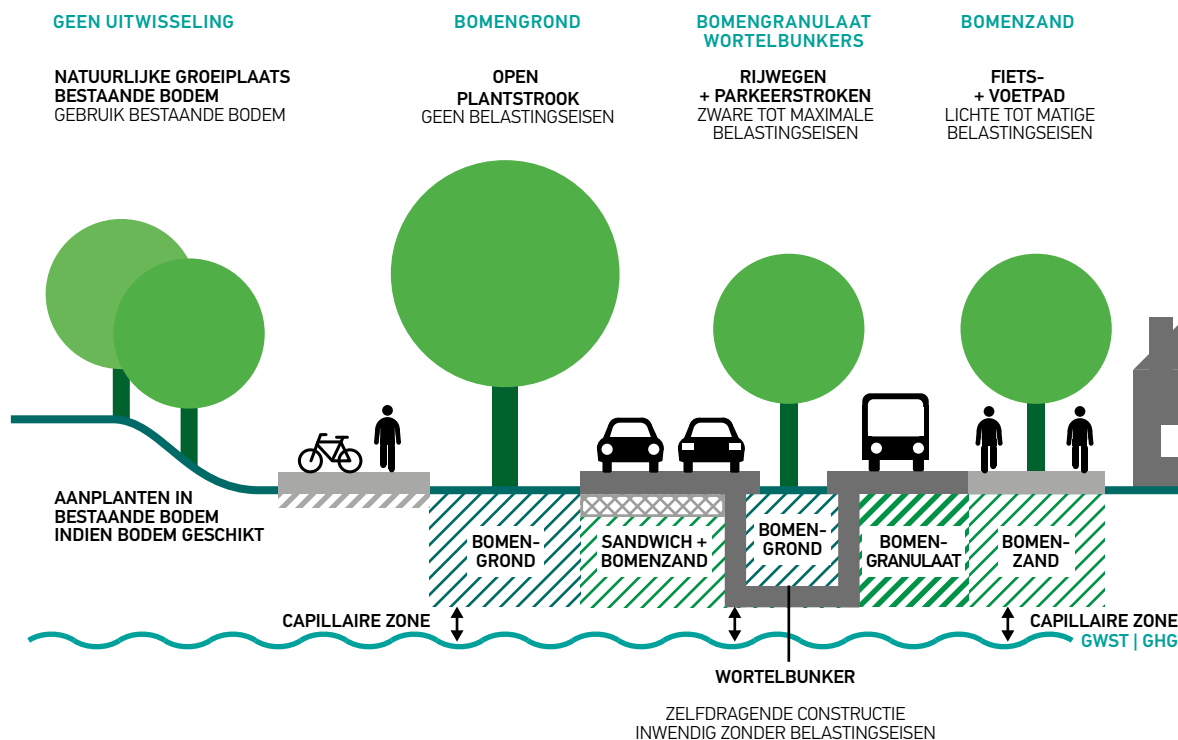 GEEN UITWISSELING
NATUURLIJKE GROEIPLAATS
BESTAANDE BODEM
GEBRUIK BESTAANDE BODEM
BOMENGROND
OPEN
PLANTSTROOK
GEEN BELASTINGSEISEN
BOMENGRANULAAT
WORTELBUNKERS
RIJWEGEN
+ PARKEERSTROKEN
ZWARE TOT MAXIMALE
BELASTINGSEISEN
BOMENZAND
FIETS-
+ VOETPAD
LICHTE TOT MATIGE
BELASTINGSEISEN
AANPLANTEN IN
BESTAANDE BODEM
INDIEN BODEM GESCHIKT
BOMEN-
GROND
SANDWICH +
BOMENZAND
BOMEN-
GROND
BOMEN-
GRANULAAT
BOMEN-
ZAND
CAPILLAIRE ZONE
CAPILLAIRE ZONE
GWST | GHG
WORTELBUNKER
ZELFDRAGENDE CONSTRUCTIE
INWENDIG ZONDER BELASTINGSEISEN